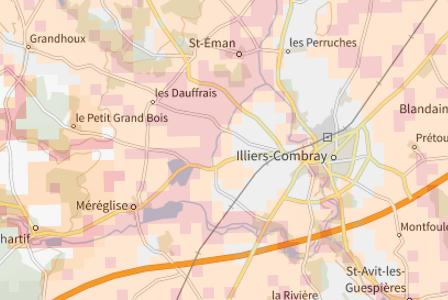 Grandhoux
St-Éman
les Perruches
les Dauffrais
Blandain
le Petit Grand Bois
Prétou
Illiers-Combray
Méréglise
hartif
Montfoule
St-Avit-les-
Guespières
la Rivière